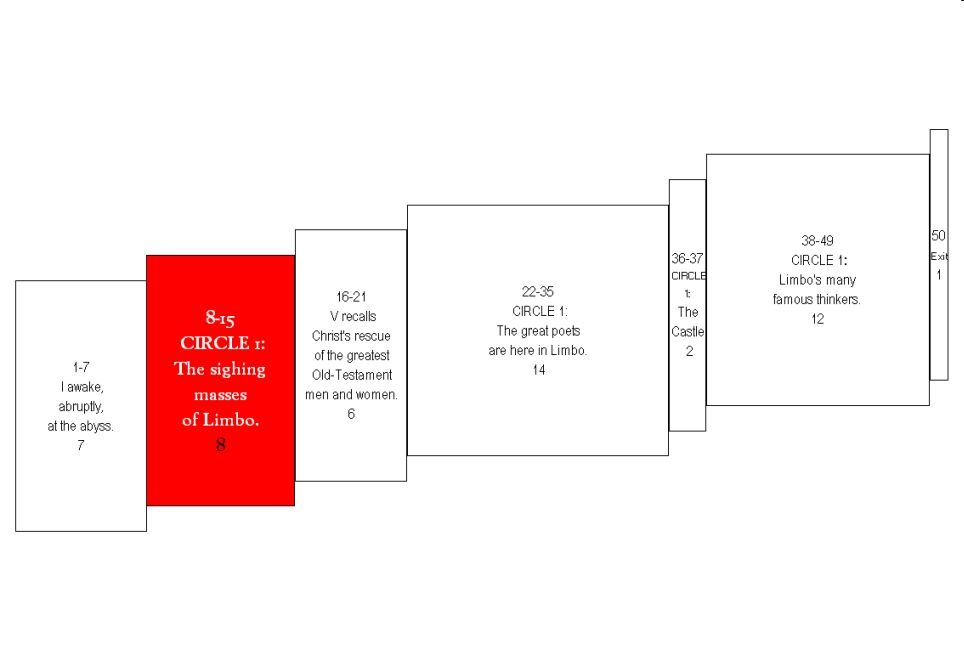 1-7
I awake,
abruptly,
at the abyss.
7
8-15
CIRCLE 1:
The sighing
masses
of Limbo.
8
16-21
V recalls
Christ's rescue
of the greatest
Old-Testament
men and women.
6
22-35
CIRCLE 1:
The great poets
are here in Limbo.
14
36-37
CIRCLE
1:
The
Castle
2
38-49
CIRCLE 1:
Limbo's many
famous thinkers.
12
50
Exit
1